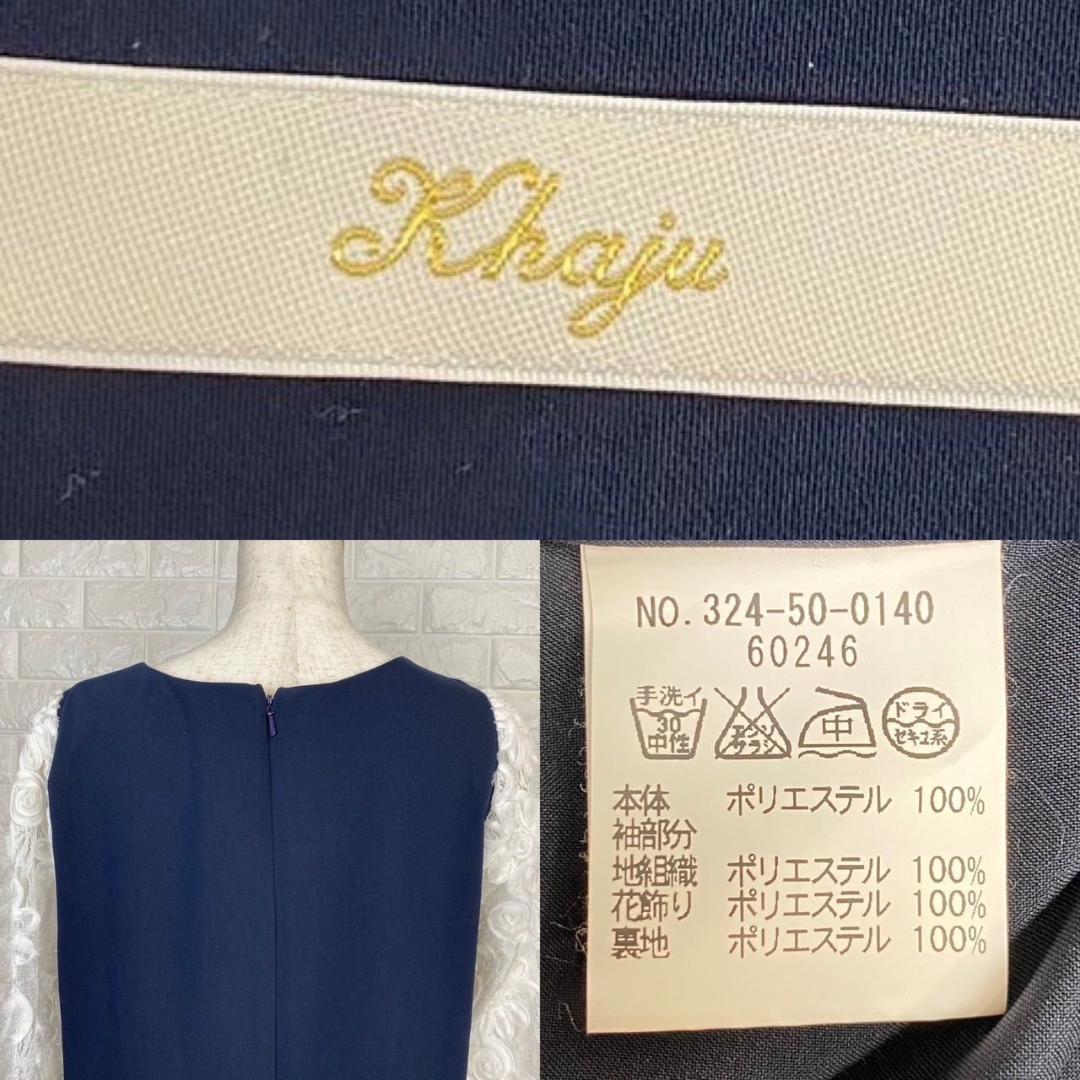 Khaju
NO.324-50-0140
60246
手洗イ
30
中性
エンソ
サラシ
中
ドライ
セキユ系
本体 ポリエステル 100%
袖部分
地組織 ポリエステル 100%
花飾り ポリエステル 100%
裏地 ポリエステル 100%